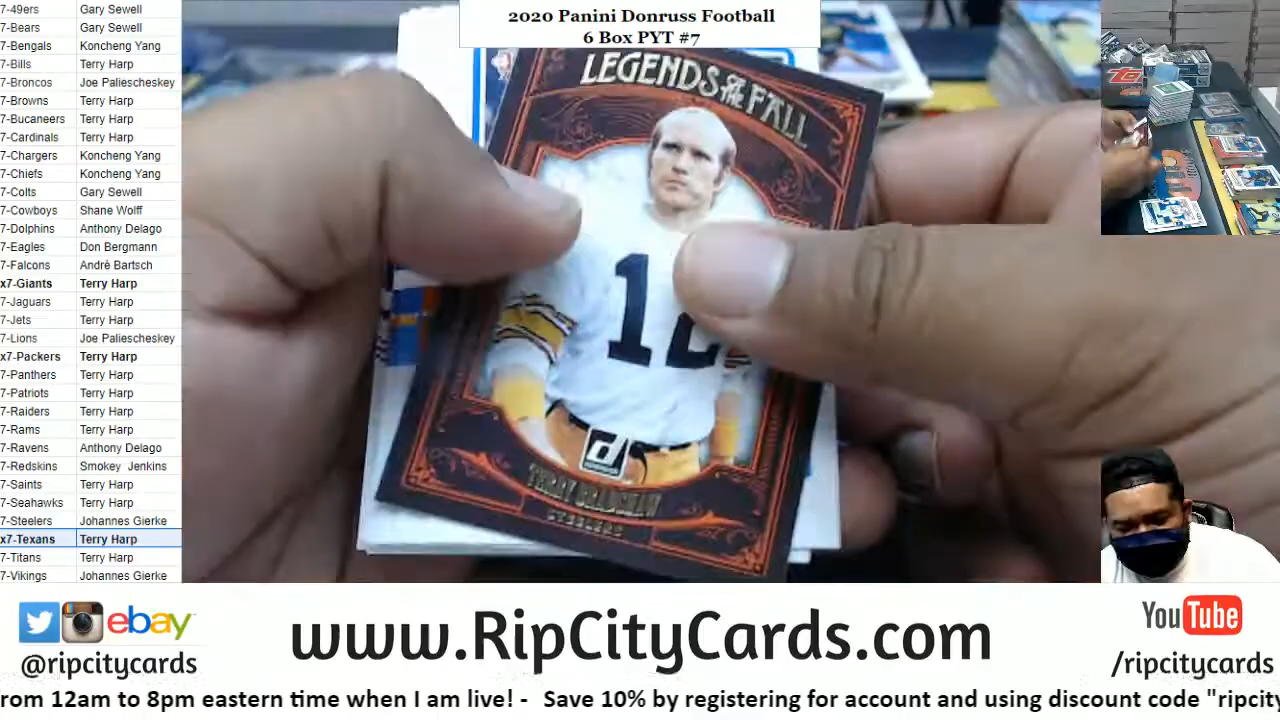 2020 Panini Donruss Football
6 Box PYT #7
7-49ers Gary Sewell
7-Bears Gary Sewell
7-Bengals Koncheng Yang
7-Bills Terry Harp
7-Broncos Joe Paliescheskey
7-Browns Terry Harp
7-Bucaneers Terry Harp
7-Cardinals Terry Harp
7-Chargers Koncheng Yang
7-Chiefs Koncheng Yang
7-Colts Gary Sewell
7-Cowboys Shane Wolff
7-Dolphins Anthony Delago
7-Eagles Don Bergmann
7-Falcons André Bartsch
x7-Giants Terry Harp
7-Jaguars Terry Harp
7-Jets Terry Harp
7-Lions Joe Paliescheskey
x7-Packers Terry Harp
7-Panthers Terry Harp
7-Patriots Terry Harp
7-Raiders Terry Harp
7-Rams Terry Harp
7-Ravens Anthony Delago
7-Redskins Smokey Jenkins
7-Saints Terry Harp
7-Seahawks Terry Harp
7-Steelers Johannes Gierke
x7-Texans Terry Harp
7-Titans Terry Harp
7-Vikings Johannes Gierke
LEGENDS OF THE FALL
12
TERRY BRADSHAW
STEELERS
ebay
@ripcitycards
www.RipCityCards.com
YouTube
/ripcitycards
rom 12am to 8pm eastern time when I am live! - Save 10% by registering for account and using discount code "ripcity